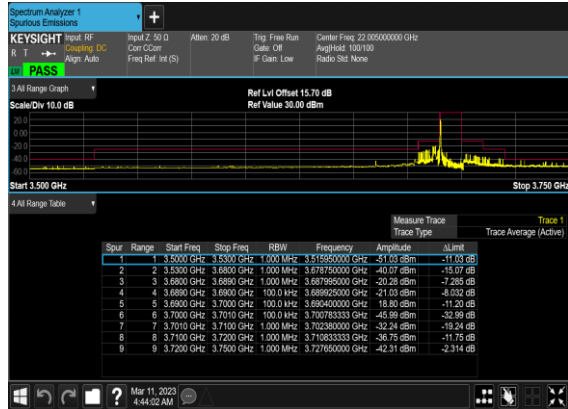 Spectrum Analyzer 1
Spurious Emissions
KEYSIGHT Input: RF Input Z: 50 Ω Atten: 20 dB Trig: Free Run Center Freq: 22.005000000 GHz
R T Coupling: DC Corr CCorr Gate: Off Avg|Hold: 100/100
Align: Auto Freq Ref: Int (S) IF Gain: Low Radio Std: None
PASS
3 All Range Graph
Ref Lvl Offset 15.70 dB
Scale/Div 10.0 dB Ref Value 30.00 dBm
20.0
0.00
-20.0
-40.0
-60.0
Start 3.500 GHz Stop 3.750 GHz
4 All Range Table
Measure Trace Trace 1
Trace Type Trace Average (Active)
Spur Range Start Freq Stop Freq RBW Frequency Amplitude ΔLimit
1 1 3.5000 GHz 3.5300 GHz 1.000 MHz 3.515950000 GHz -51.03 dBm -11.03 dB
2 2 3.5300 GHz 3.6800 GHz 1.000 MHz 3.678750000 GHz -40.07 dBm -15.07 dB
3 3 3.6800 GHz 3.6890 GHz 1.000 MHz 3.687995000 GHz -20.28 dBm -7.285 dB
4 4 3.6890 GHz 3.6900 GHz 100.0 kHz 3.689925000 GHz -21.03 dBm -8.032 dB
5 5 3.6900 GHz 3.7000 GHz 100.0 kHz 3.690400000 GHz 18.80 dBm -11.20 dB
6 6 3.7000 GHz 3.7010 GHz 100.0 kHz 3.700783333 GHz -45.99 dBm -32.99 dB
7 7 3.7010 GHz 3.7100 GHz 1.000 MHz 3.702380000 GHz -32.24 dBm -19.24 dB
8 8 3.7100 GHz 3.7200 GHz 1.000 MHz 3.710833333 GHz -36.75 dBm -11.75 dB
9 9 3.7200 GHz 3.7500 GHz 1.000 MHz 3.727650000 GHz -42.31 dBm -2.314 dB
Mar 11, 2023
4:44:02 AM